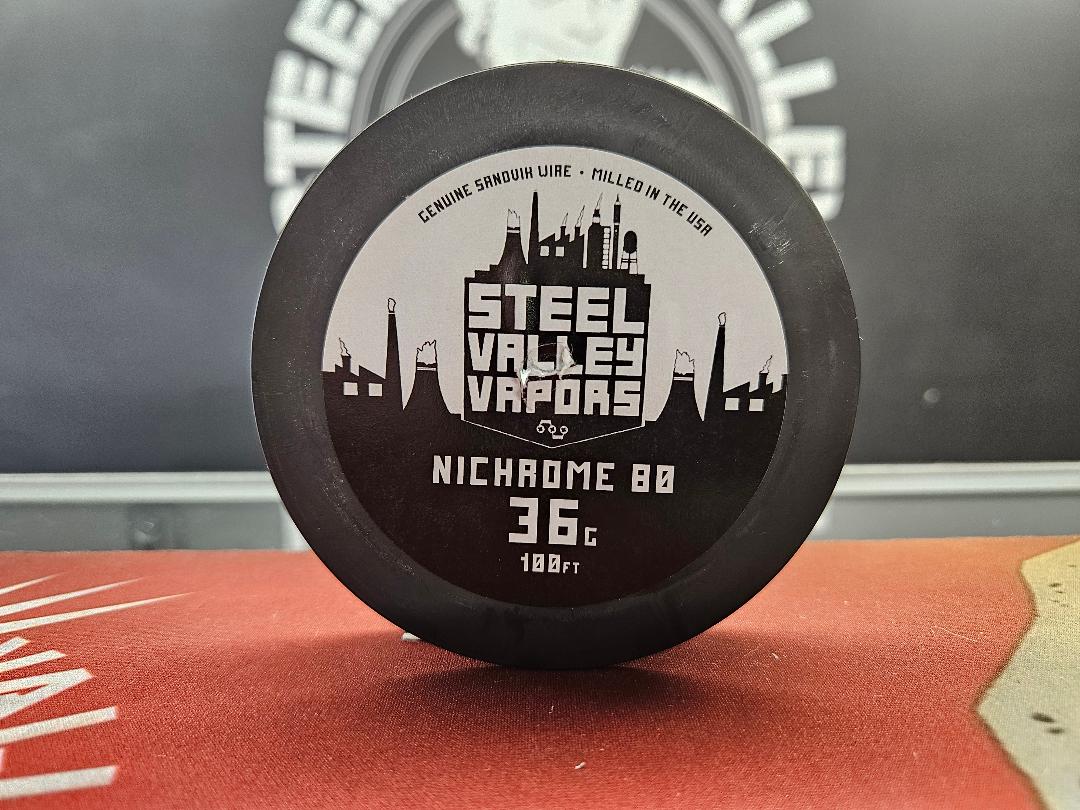 GENUINE SANDVIK WIRE • MILLED IN THE USA
STEEL
VALLEY
VAPORS
NICHROME 80
36G
100FT